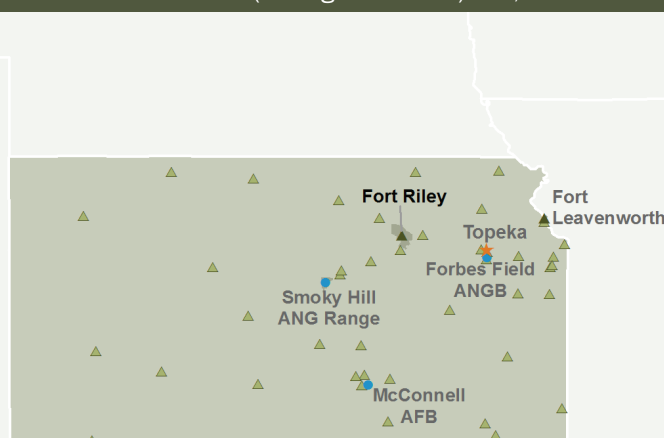 Fort Riley
Fort
Leavenworth
Topeka
Forbes Field
ANGB
Smoky Hill
ANG Range
McConnell
AFB